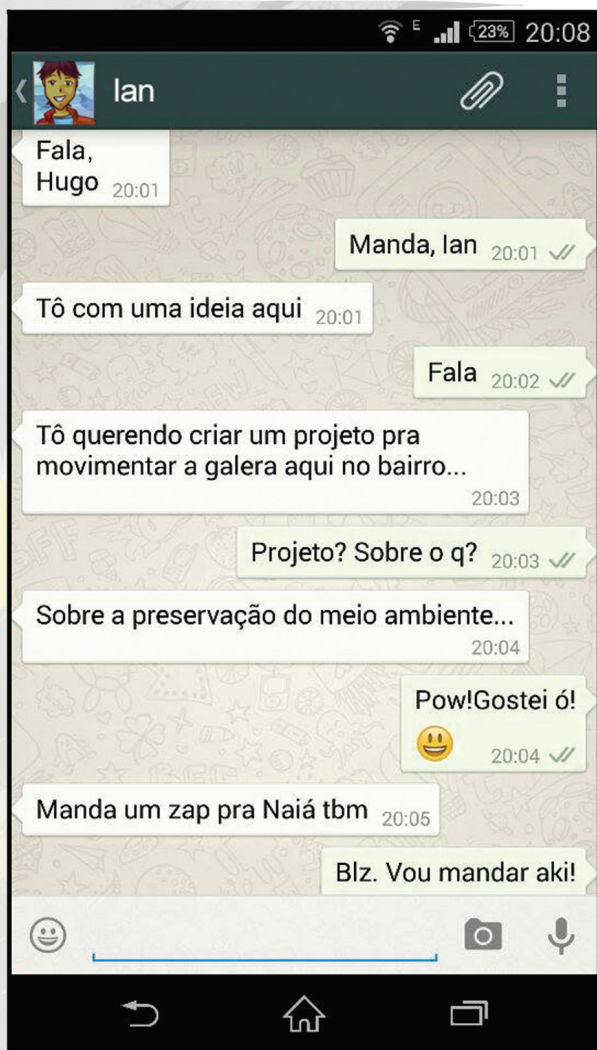 E 23% 20:08
Ian
Fala,
Hugo 20:01
Manda, Ian 20:01
Tô com uma ideia aqui 20:01
Fala 20:02
Tô querendo criar um projeto pra
movimentar a galera aqui no bairro...
20:03
Projeto? Sobre o q? 20:03
Sobre a preservação do meio ambiente...
20:04
Pow!Gostei ó!
20:04
Manda um zap pra Naiá tbm 20:05
Blz. Vou mandar aki!